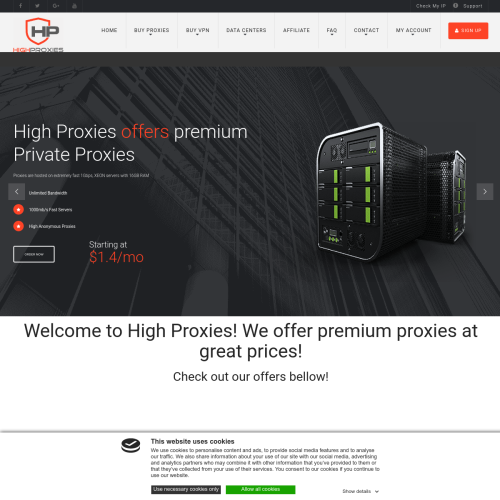 Check My IP Support
HP
HIGHPROXIES
HOME BUY PROXIES BUY VPN DATA CENTERS AFFILIATE FAQ CONTACT MY ACCOUNT SIGN UP
High Proxies offers premium
Private Proxies
Proxies are hosted on extremely fast 1Gbps, XEON servers with 16GB RAM
Unlimited Bandwidth
1000mb/s Fast Servers
High Anonymous Proxies
ORDER NOW
Starting at
$1.4/mo
Welcome to High Proxies! We offer premium proxies at
great prices!
Check out our offers bellow!
This website uses cookies
We use cookies to personalise content and ads, to provide social media features and to analyse
our traffic. We also share information about your use of our site with our social media, advertising
and analytics partners who may combine it with other information that you've provided to them or
that they've collected from your use of their services. You consent to our cookies if you continue to
use our website.
Use necessary cookies only
Allow all cookies
Show details